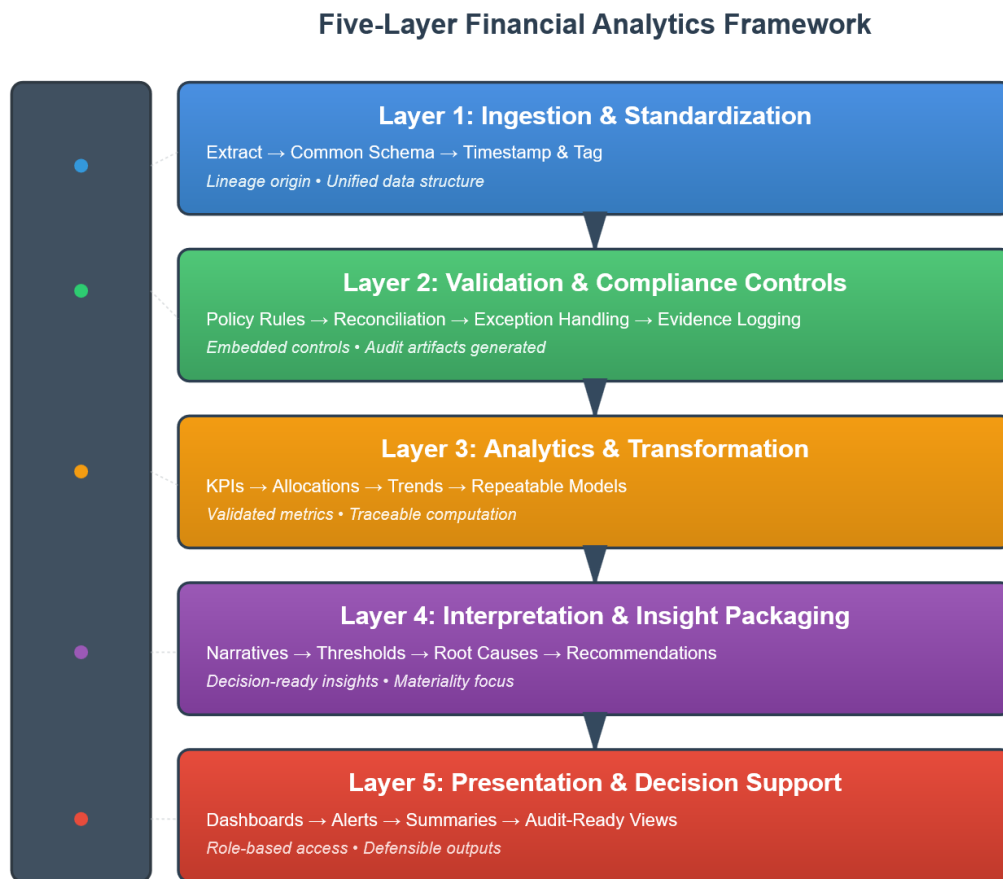 Five-Layer Financial Analytics Framework
Layer 1: Ingestion & Standardization
Extract → Common Schema → Timestamp & Tag
Lineage origin • Unified data structure
Layer 2: Validation & Compliance Controls
Policy Rules → Reconciliation → Exception Handling → Evidence Logging
Embedded controls • Audit artifacts generated
Layer 3: Analytics & Transformation
KPIs → Allocations → Trends → Repeatable Models
Validated metrics • Traceable computation
Layer 4: Interpretation & Insight Packaging
Narratives → Thresholds → Root Causes → Recommendations
Decision-ready insights • Materiality focus
Layer 5: Presentation & Decision Support
Dashboards → Alerts → Summaries → Audit-Ready Views
Role-based access • Defensible outputs